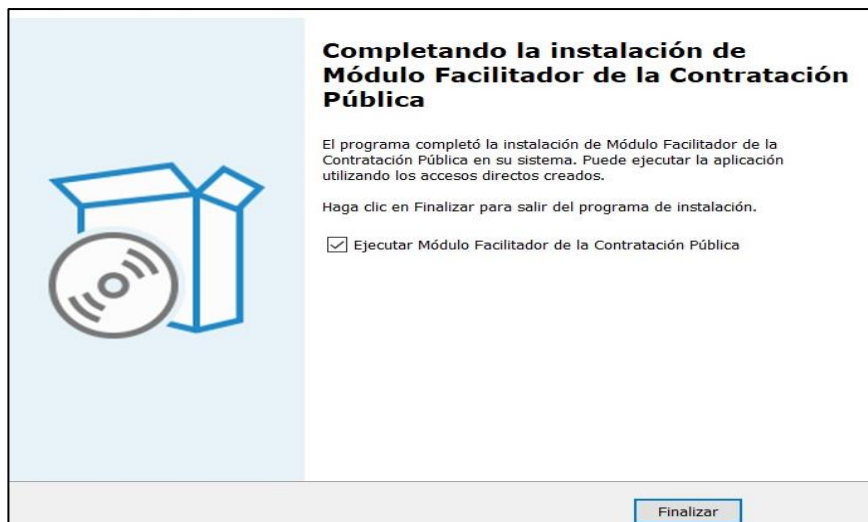 Completando la instalación de
Módulo Facilitador de la Contratación
Pública
El programa completó la instalación de Módulo Facilitador de la
Contratación Pública en su sistema. Puede ejecutar la aplicación
utilizando los accesos directos creados.
Haga clic en Finalizar para salir del programa de instalación.
Ejecutar Módulo Facilitador de la Contratación Pública
Finalizar